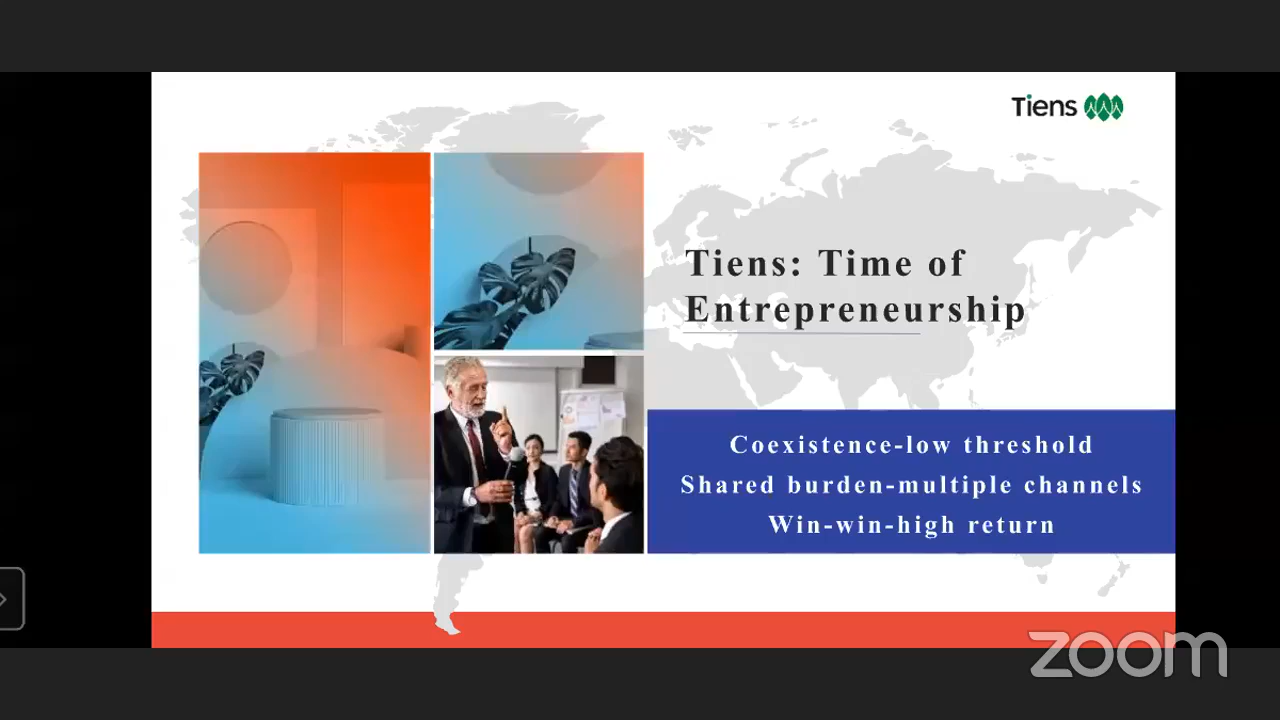 Tiens
Tiens: Time of
Entrepreneurship
Coexistence-low threshold
Shared burden-multiple channels
Win-win-high return
zoom